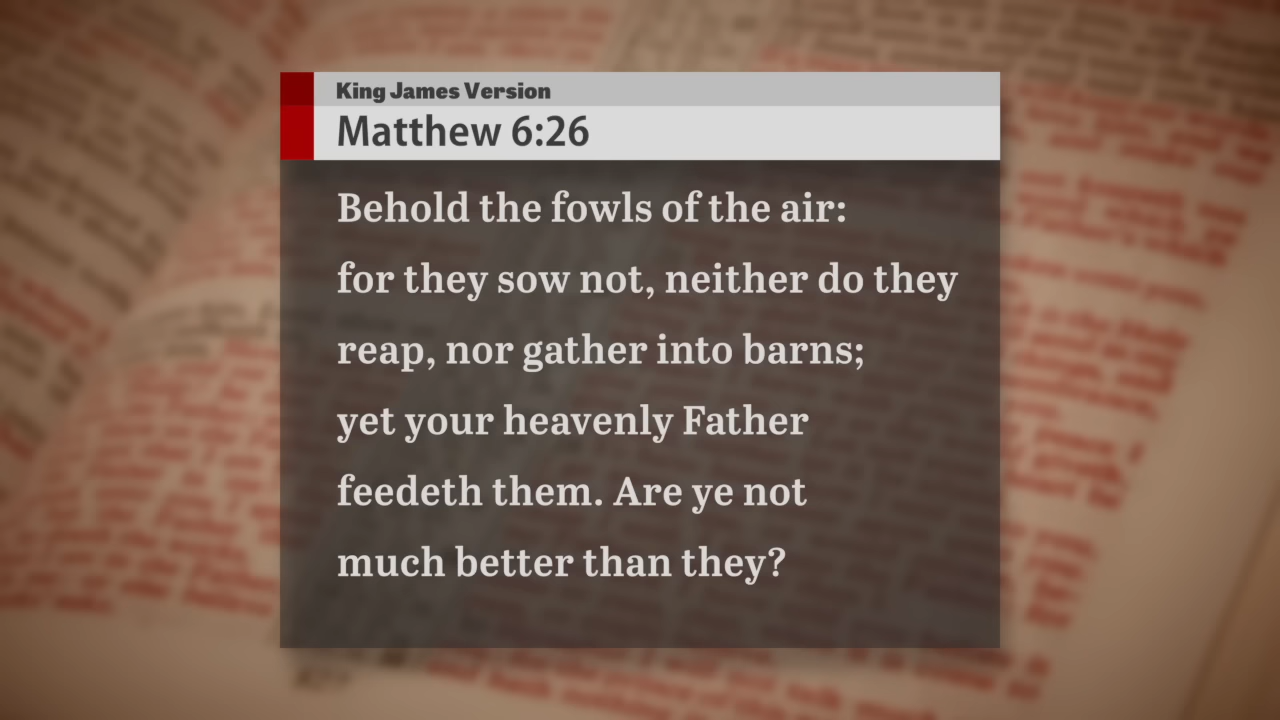 King James Version
Matthew 6:26
Behold the fowls of the air:
for they sow not, neither do they
reap, nor gather into barns;
yet your heavenly Father
feedeth them. Are ye not
much better than they?